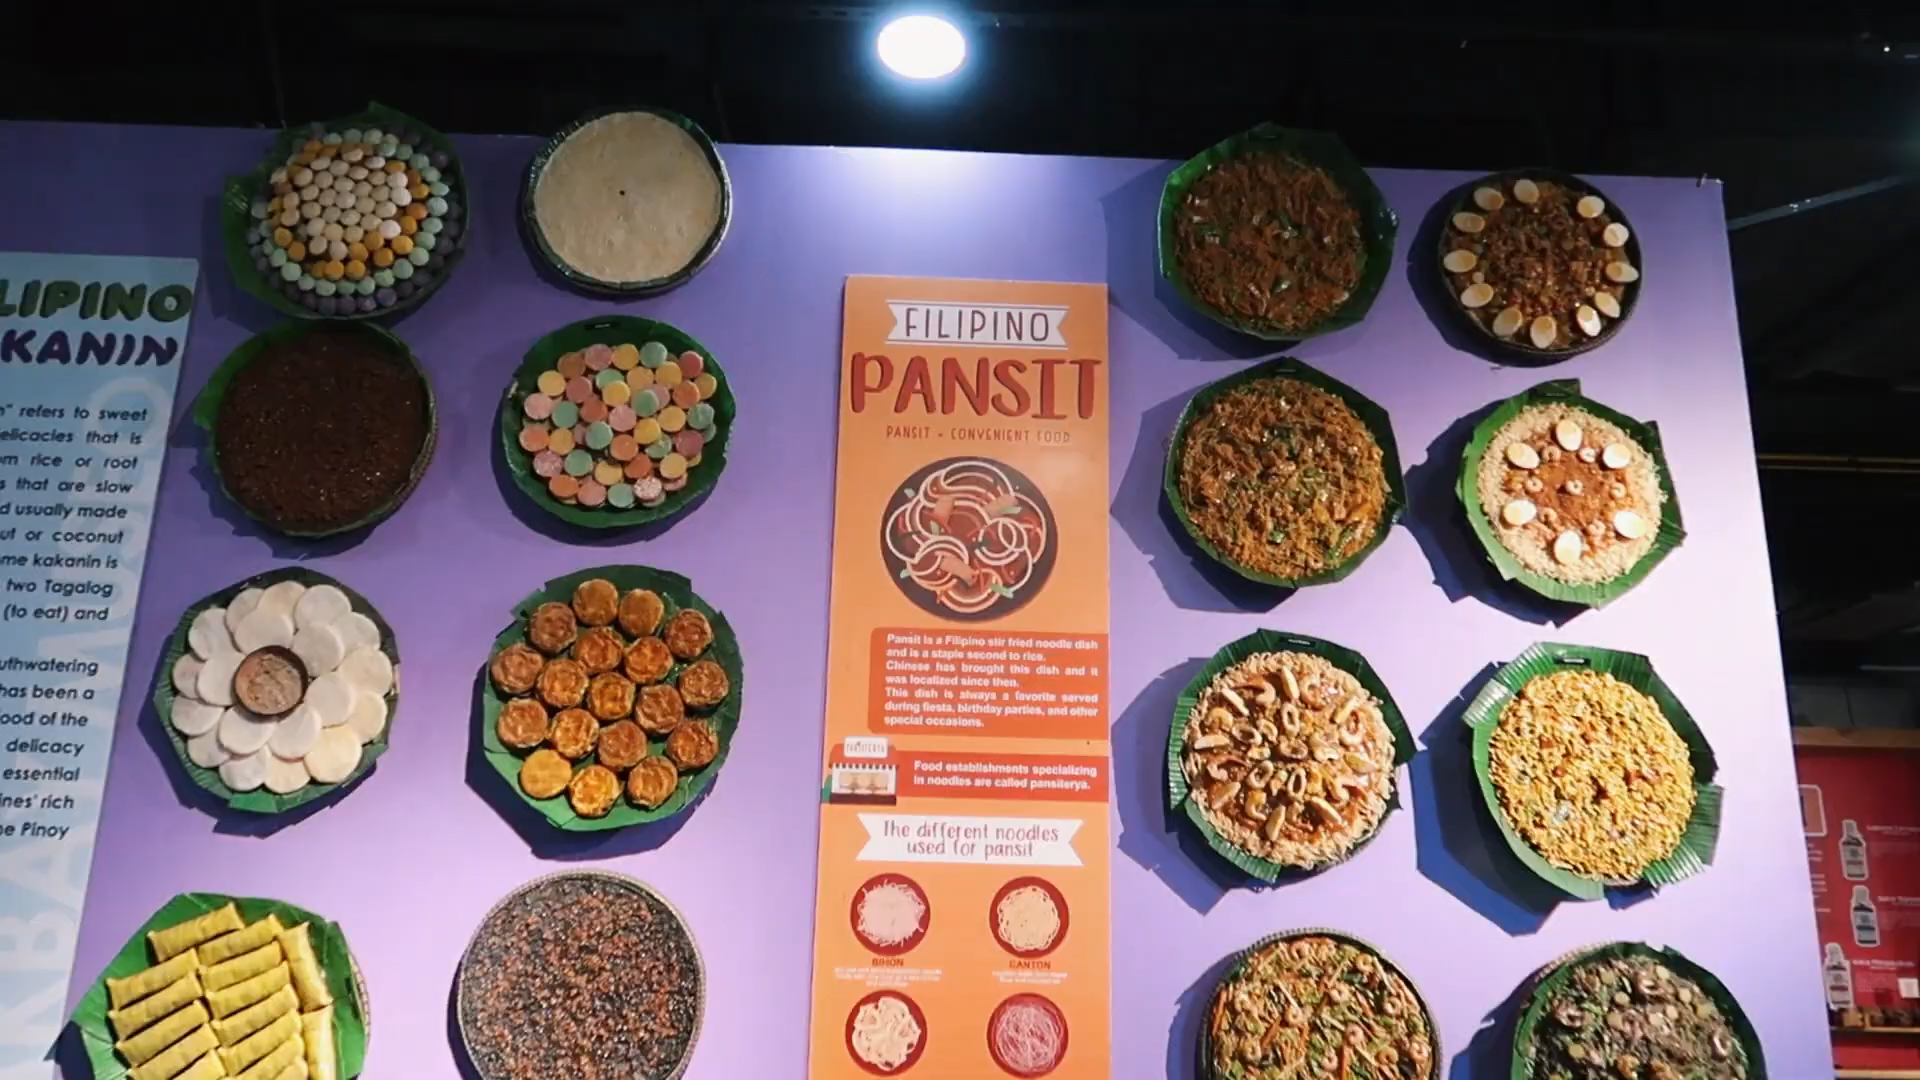 LIPINO
KANIN
" refers to sweet
elicacies that is
m rice or root
s that are slow
d usually made
ut or coconut
me kakanin is
two Tagalog
(to eat) and
uthwatering
has been a
ood of the
delicacy
essential
ines' rich
e Pinoy
FILIPINO
PANSIT
PANSIT - CONVENIENT FOOD
Pansit is a Filipino stir fried noodle dish
and is a staple second to rice.
Chinese has brought this dish and it
was localized since then.
This dish is always a favorite served
during fiesta, birthday parties, and other
special occasions.
PANSITERYA
Food establishments specializing
in noodles are called pansiterya.
The different noodles
used for pansit
BIHON
CANTON